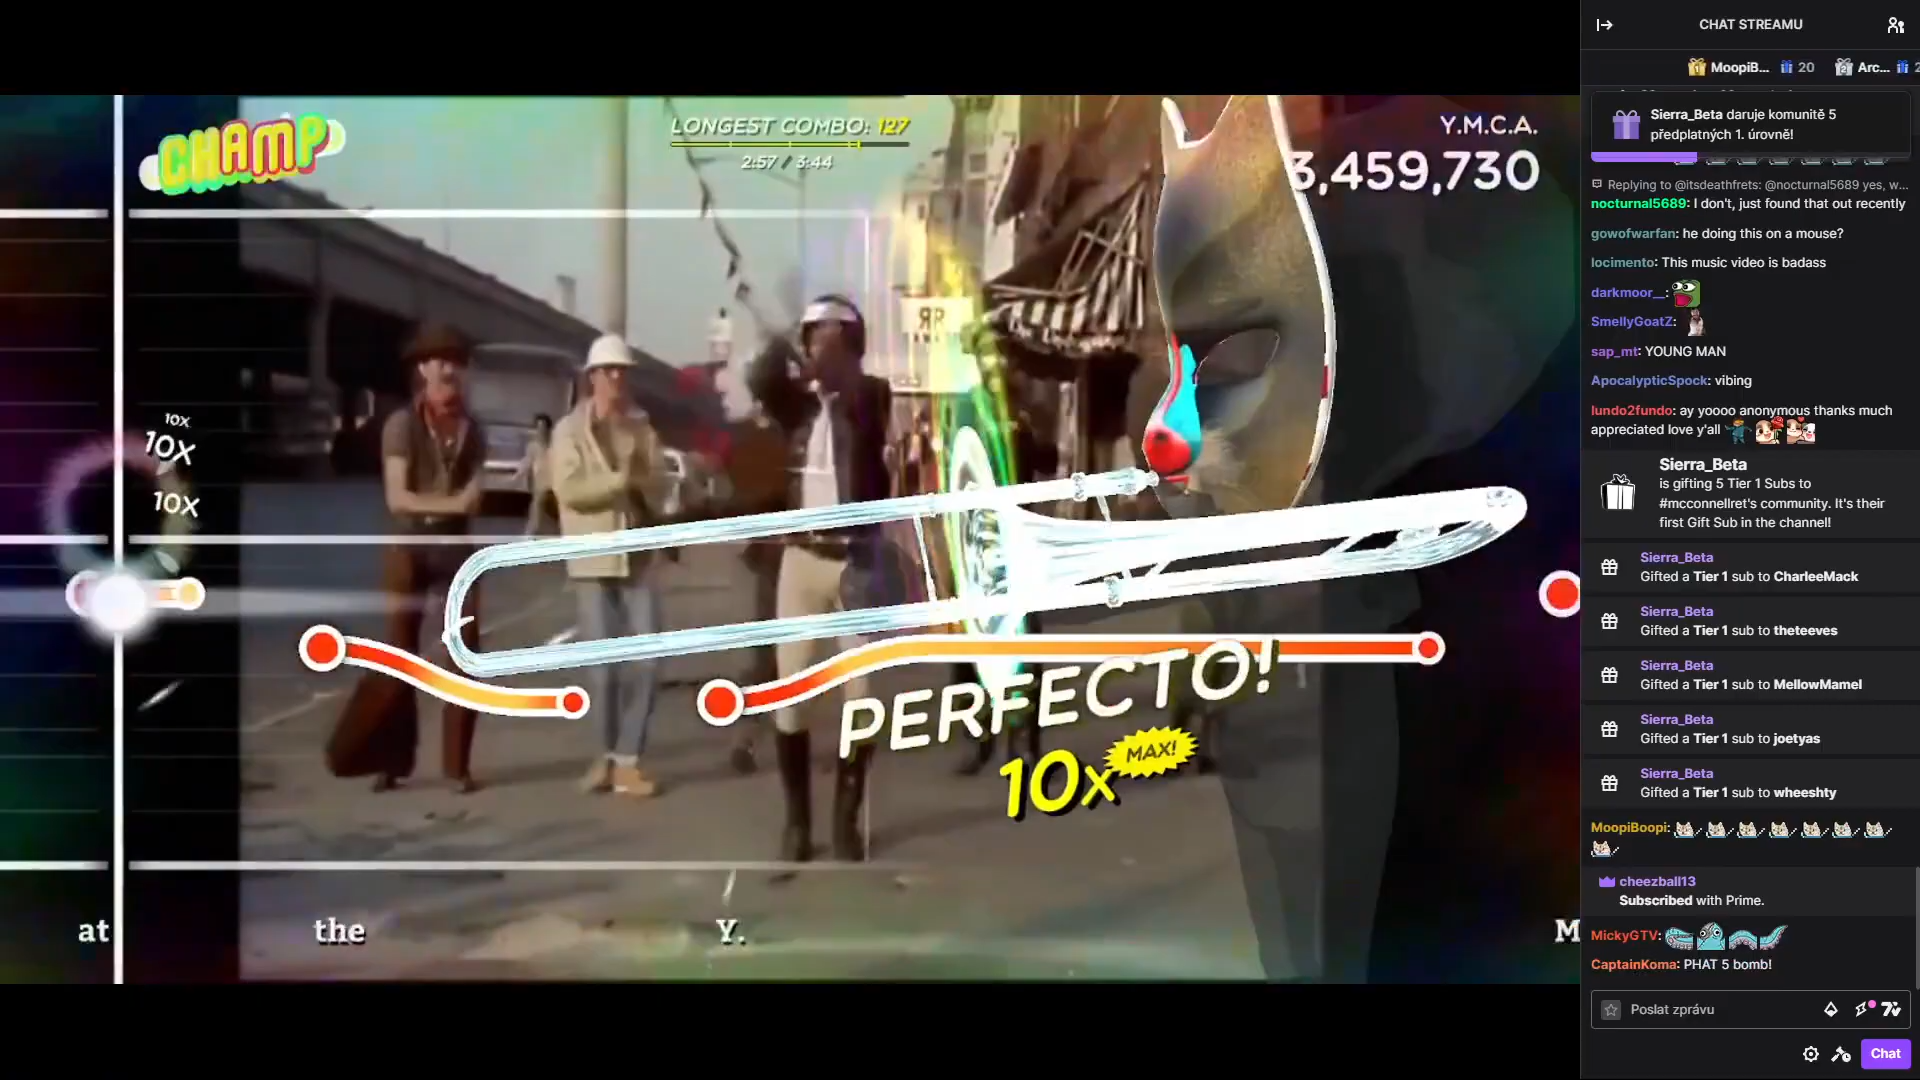 CHAMP
LONGEST COMBO: 127
2:57 / 3:44
Y.M.C.A.
3,459,730
10X
10X
10X
PERFECTO!
10x MAX!
at the Y. M
CHAT STREAMU
MoopiB... 20 Arc... 2
Sierra_Beta daruje komunitě 5
předplatných 1. úrovně!
Replying to @itsdeathfrets: @nocturnal5689 yes, w...
nocturnal5689: I don't, just found that out recently
gowofwarfan: he doing this on a mouse?
locimento: This music video is badass
darkmoor__:
SmellyGoatZ:
sap_mt: YOUNG MAN
ApocalypticSpock: vibing
lundo2fundo: ay yoooo anonymous thanks much
appreciated love y'all
Sierra_Beta
is gifting 5 Tier 1 Subs to
#mcconnellret's community. It's their
first Gift Sub in the channel!
Sierra_Beta
Gifted a Tier 1 sub to CharleeMack
Sierra_Beta
Gifted a Tier 1 sub to theteeves
Sierra_Beta
Gifted a Tier 1 sub to MellowMamel
Sierra_Beta
Gifted a Tier 1 sub to joetyas
Sierra_Beta
Gifted a Tier 1 sub to wheeshty
MoopiBoopi:
cheezball13
Subscribed with Prime.
MickyGTV:
CaptainKoma: PHAT 5 bomb!
Poslat zprávu
Chat